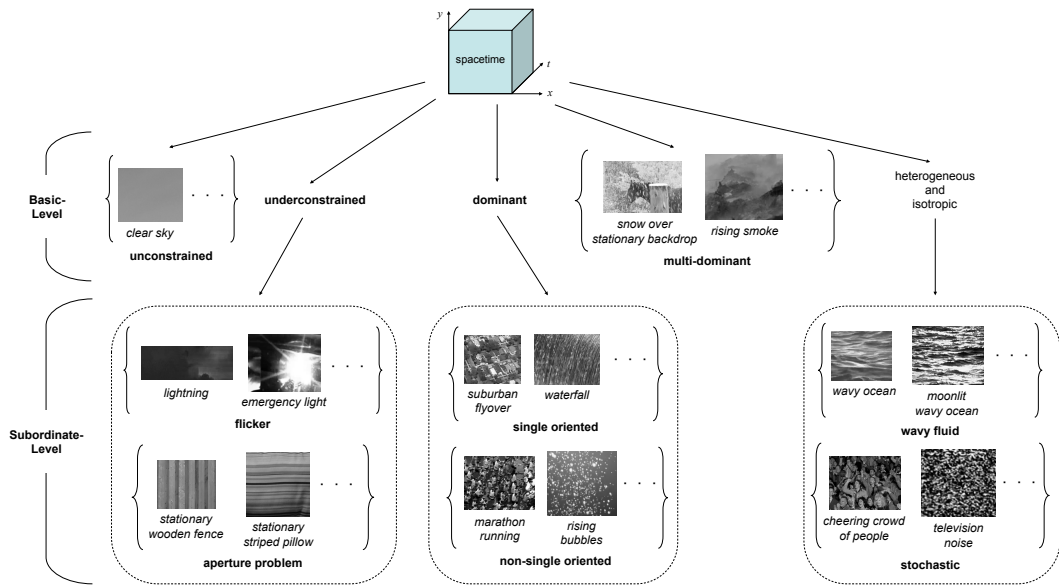 y
spacetime
t
x
Basic-
Level
clear sky
unconstrained
underconstrained
dominant
snow over
stationary backdrop
rising smoke
multi-dominant
heterogeneous
and
isotropic
Subordinate-
Level
lightning
emergency light
flicker
stationary
wooden fence
stationary
striped pillow
aperture problem
suburban
flyover
waterfall
single oriented
marathon
running
rising
bubbles
non-single oriented
wavy ocean
moonlit
wavy ocean
wavy fluid
cheering crowd
of people
television
noise
stochastic